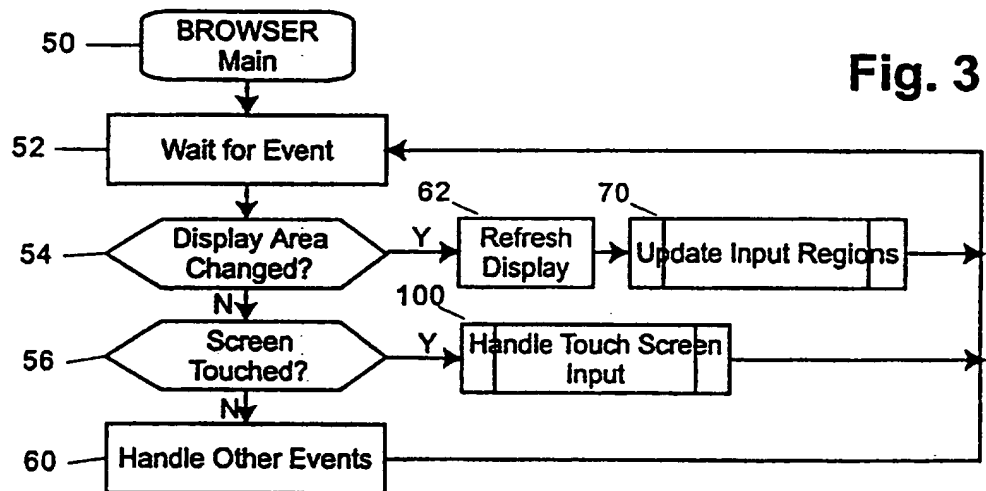 50
BROWSER
Main
Fig. 3
52
Wait for Event
54
Display Area
Changed?
Y
62
Refresh
Display
70
Update Input Regions
N
56
Screen
Touched?
Y
100
Handle Touch Screen
Input
N
60
Handle Other Events